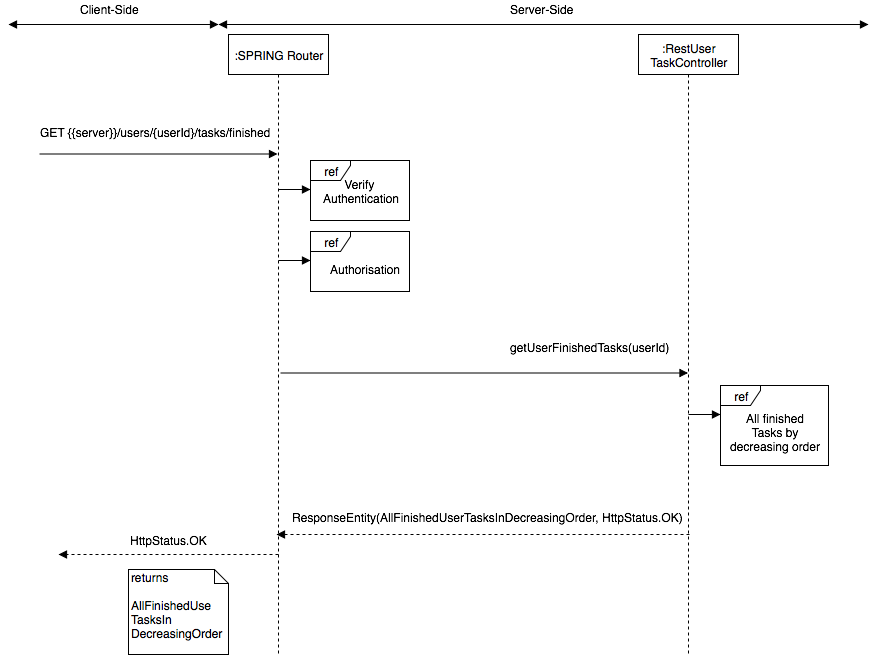 Client-Side
Server-Side
:SPRING Router
:RestUser
TaskController
GET {{server}}/users/{userId}/tasks/finished
ref
Verify
Authentication
ref
Authorisation
getUserFinishedTasks(userId)
ref
All finished
Tasks by
decreasing order
ResponseEntity(AllFinishedUserTasksInDecreasingOrder, HttpStatus.OK)
HttpStatus.OK
returns
AllFinishedUse
TasksIn
DecreasingOrder